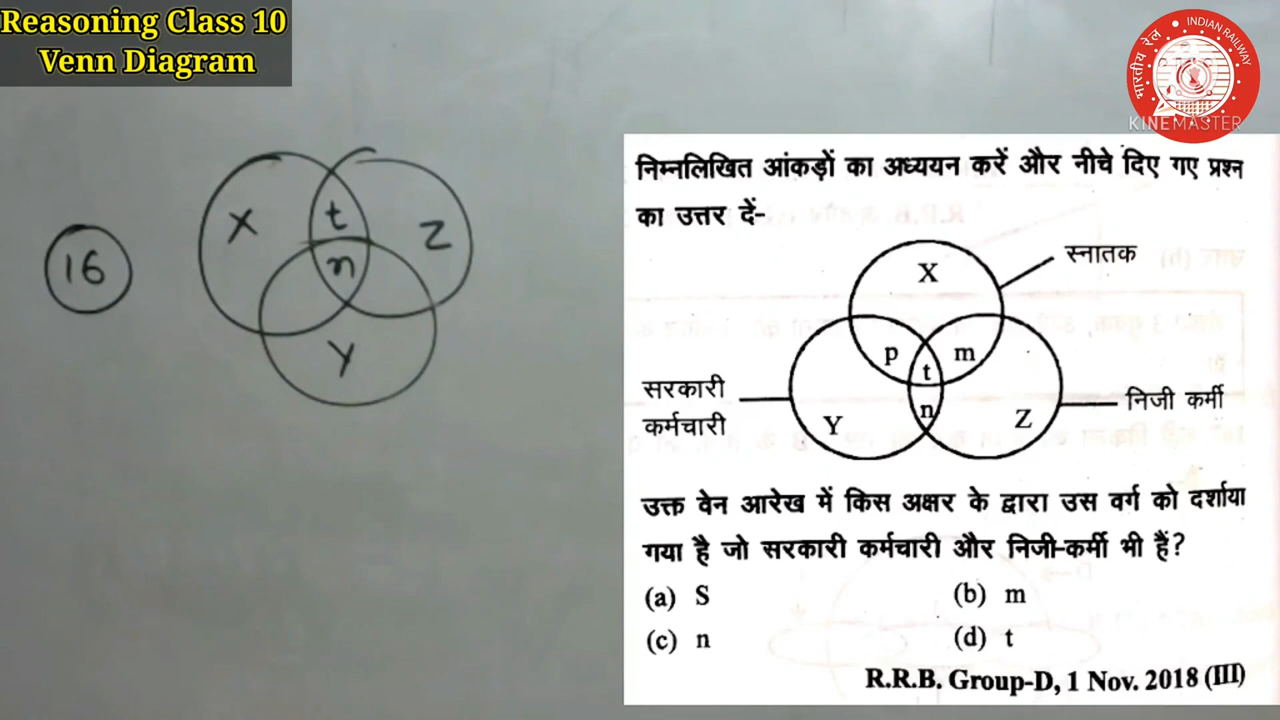 Reasoning Class 10
Venn Diagram
भारतीय रेल
INDIAN RAILWAY
KINEMASTER
16
X
t
Z
n
Y
निम्नलिखित आंकड़ों का अध्ययन करें और नीचे दिए गए प्रश्न
का उत्तर दें-
स्नातक
X
p
m
t
सरकारी
कर्मचारी
n
Y
Z
निजी कर्मी
उक्त वेन आरेख में किस अक्षर के द्वारा उस वर्ग को दर्शाया
गया है जो सरकारी कर्मचारी और निजी-कर्मी भी हैं?
(a) S
(b) m
(c) n
(d) t
R.R.B. Group-D, 1 Nov. 2018 (III)